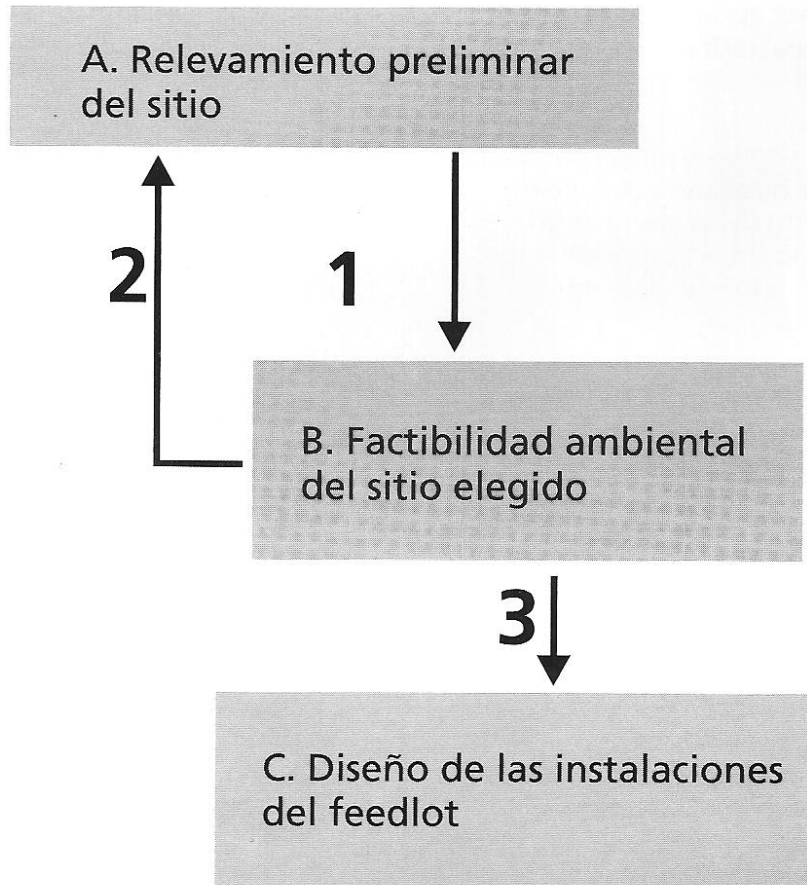 A. Relevamiento preliminar
del sitio
2
1
B. Factibilidad ambiental
del sitio elegido
3
C. Diseño de las instalaciones
del feedlot